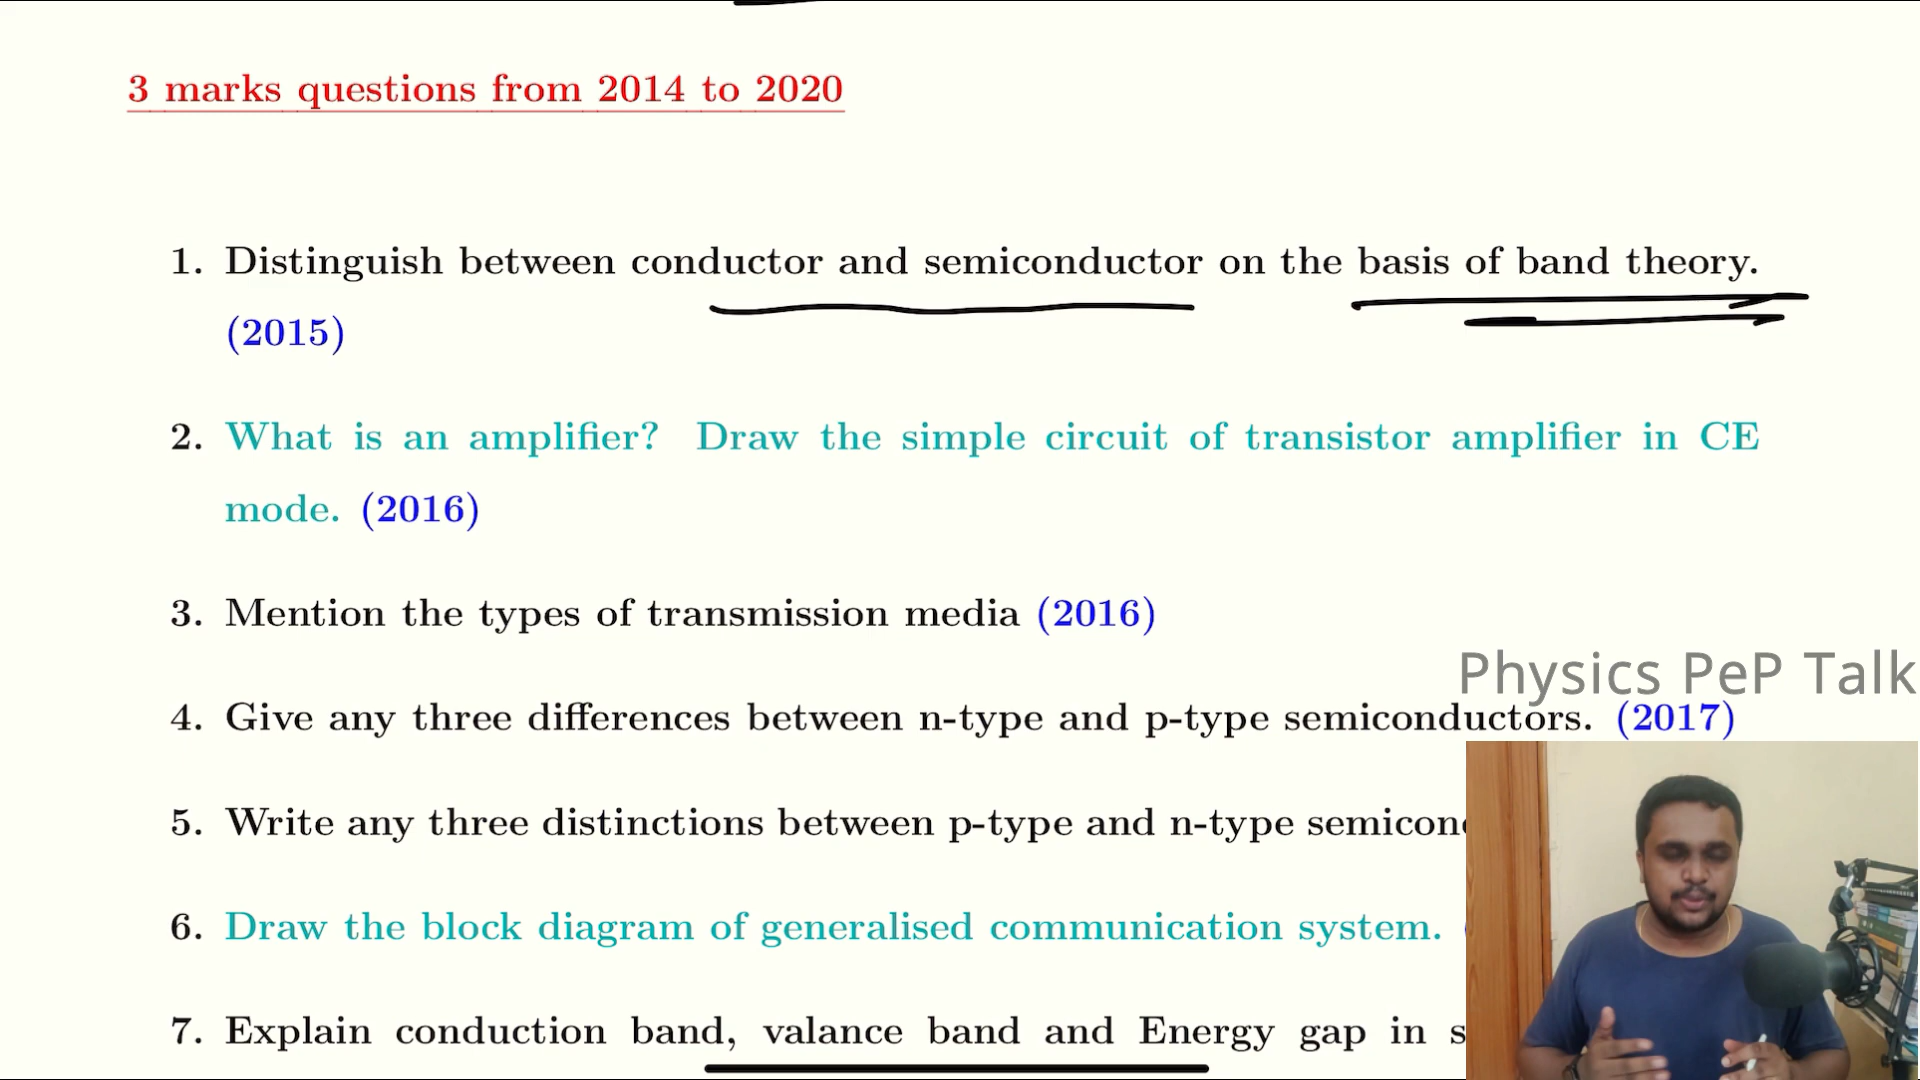 3 marks questions from 2014 to 2020
1. Distinguish between conductor and semiconductor on the basis of band theory.
(2015)
2. What is an amplifier? Draw the simple circuit of transistor amplifier in CE
mode. (2016)
3. Mention the types of transmission media (2016)
Physics PeP Talk
4. Give any three differences between n-type and p-type semiconductors. (2017)
5. Write any three distinctions between p-type and n-type
6. Draw the block diagram of generalised communication system.
7. Explain conduction band, valance band and Energy gap in